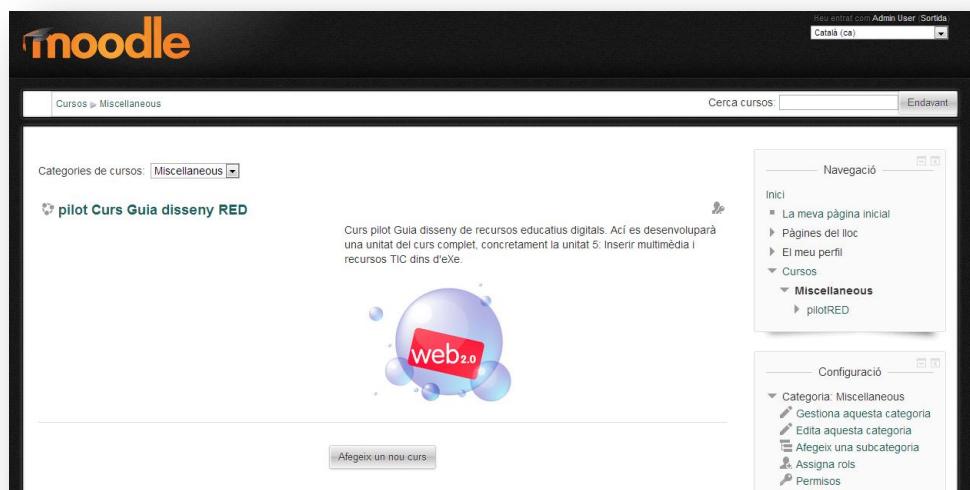 moodle
Heu entrat com Admin User (Sortida)
Català (ca)
Cursos Miscellaneous
Cerca cursos: Endavant
Categories de cursos: Miscellaneous
pilot Curs Guia disseny RED
Curs pilot Guia disseny de recursos educatius digitals. Ací es desenvoluparà
una unitat del curs complet, concretament la unitat 5: Inserir multimèdia i
recursos TIC dins d'eXe.
web2.0
Afegeix un nou curs
Navegació
Inici
La meva pàgina inicial
Pàgines del lloc
El meu perfil
Cursos
Miscellaneous
pilotRED
Configuració
Categoria: Miscellaneous
Gestiona aquesta categoria
Edita aquesta categoria
Afegeix una subcategoria
Assigna rols
Permisos